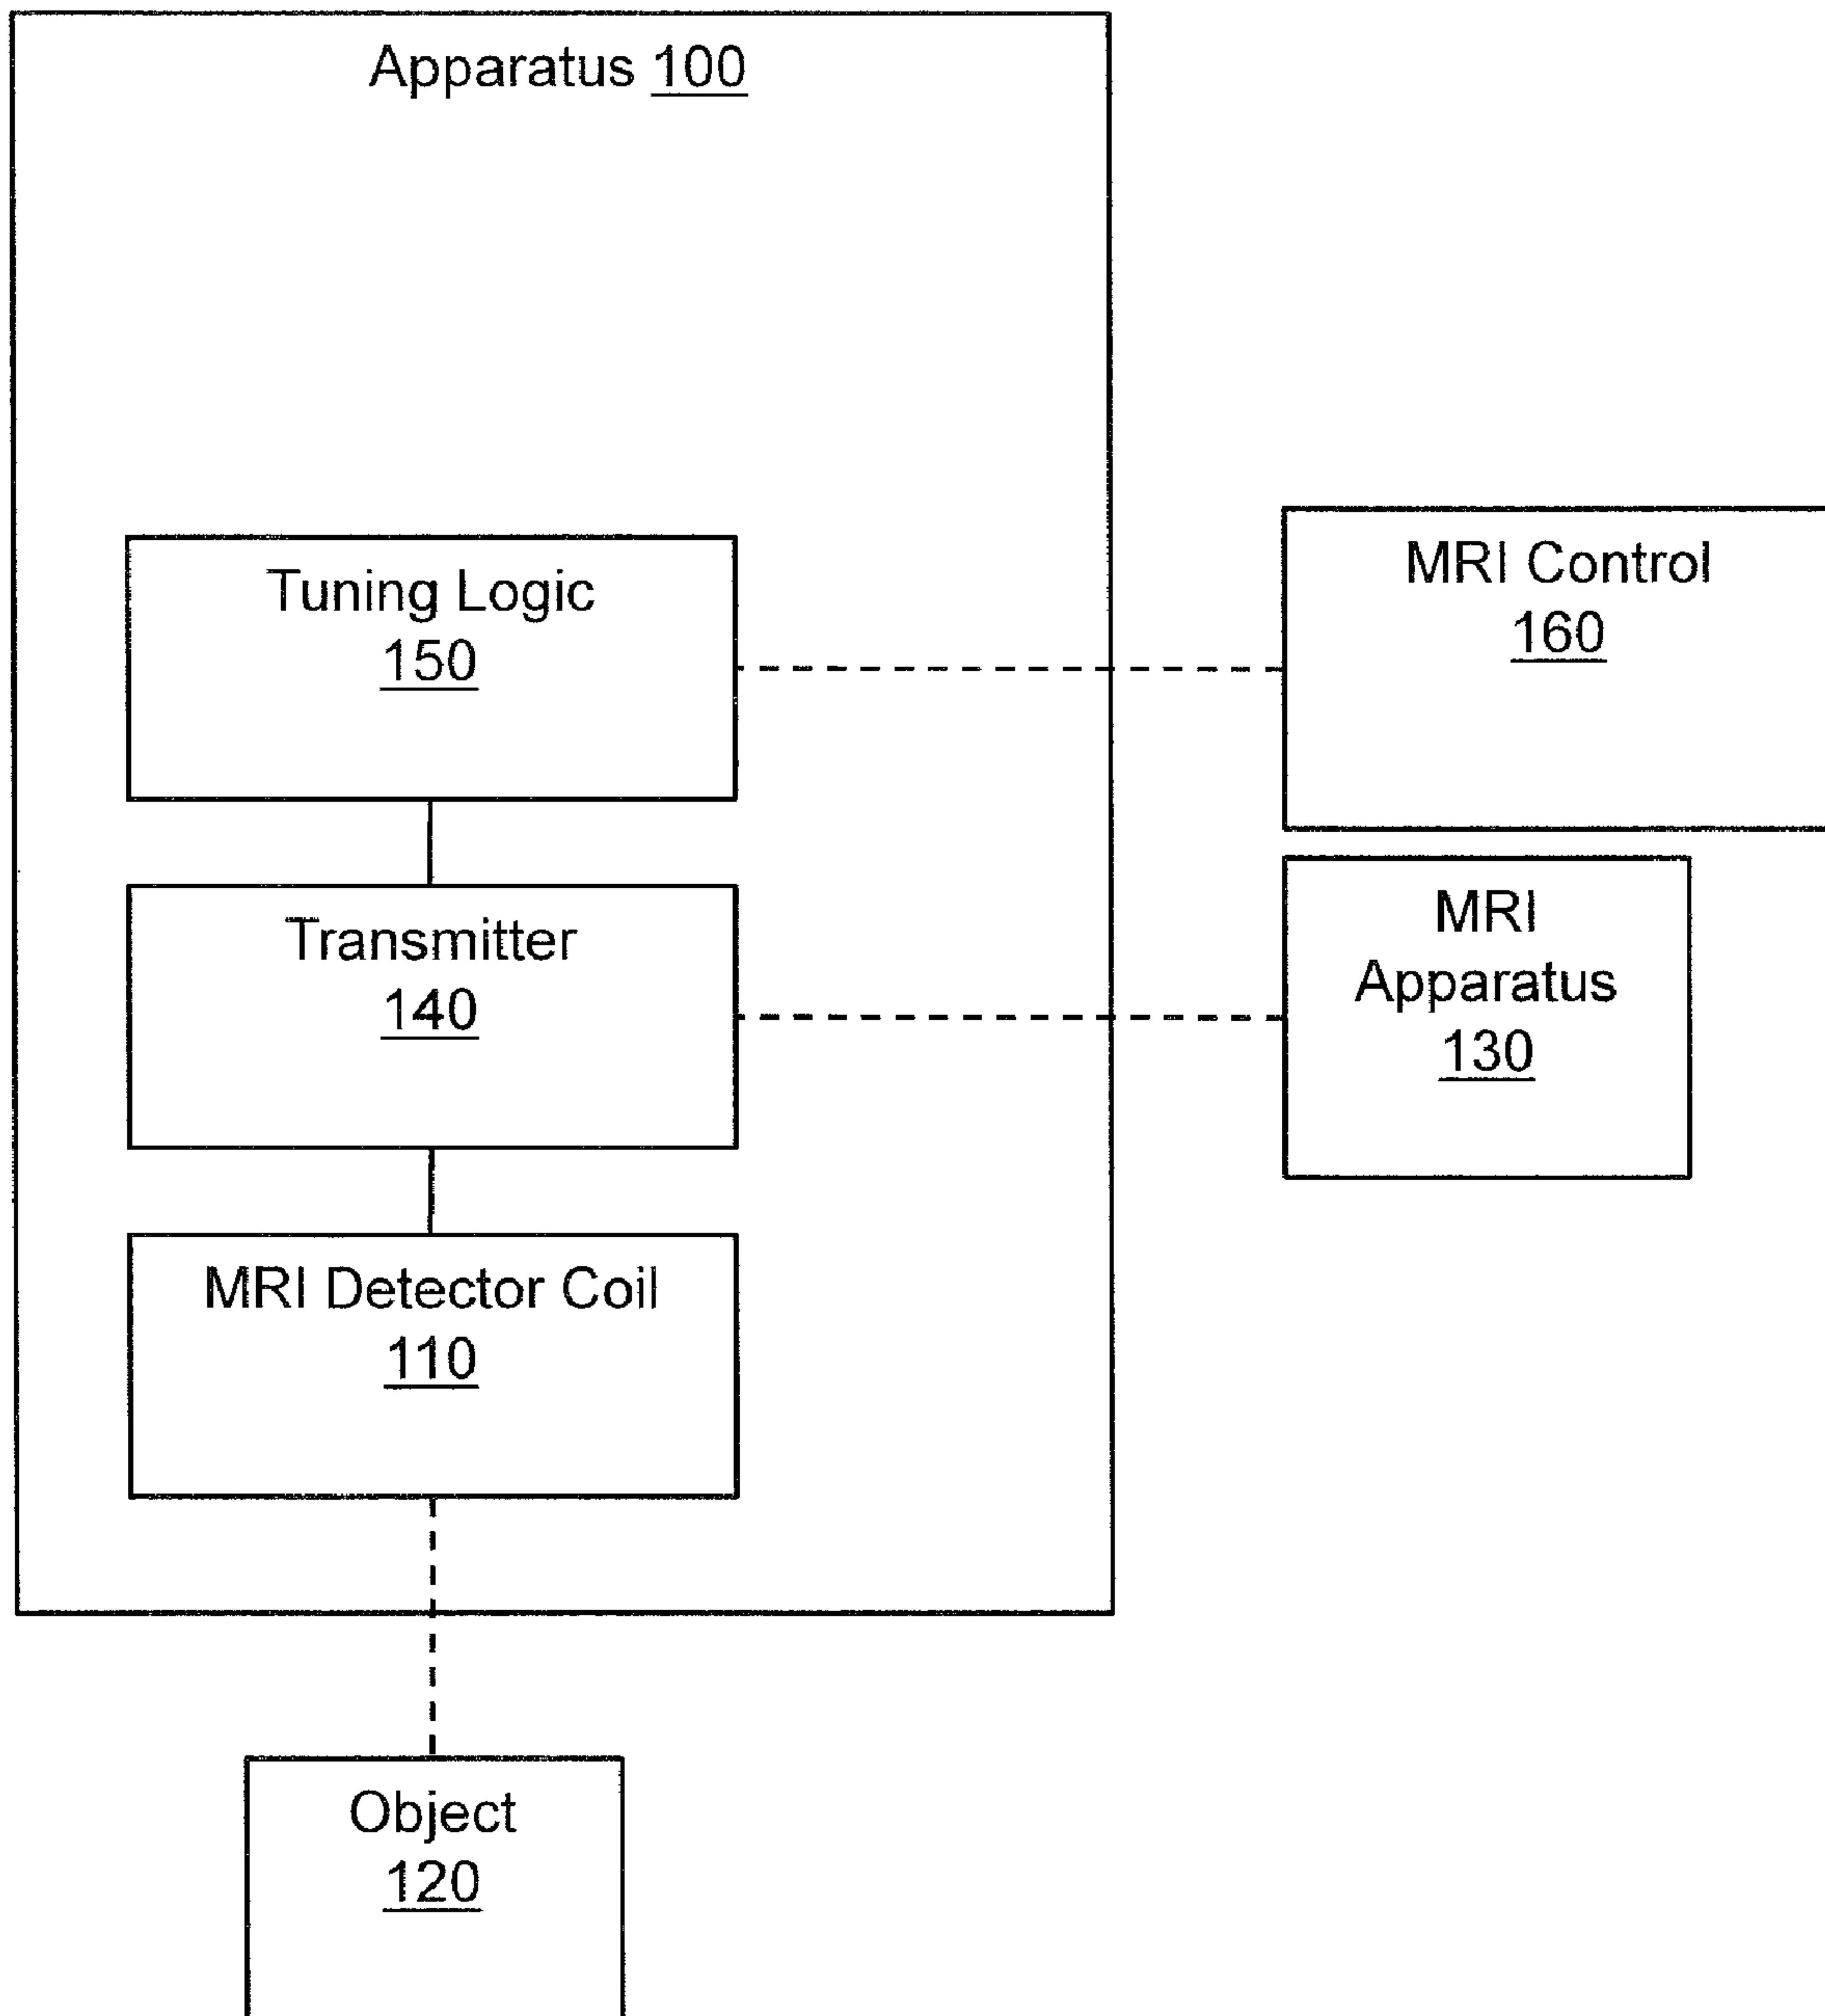 Apparatus 100
Tuning Logic
150
MRI Control
160
Transmitter
140
MRI
Apparatus
130
MRI Detector Coil
110
Object
120